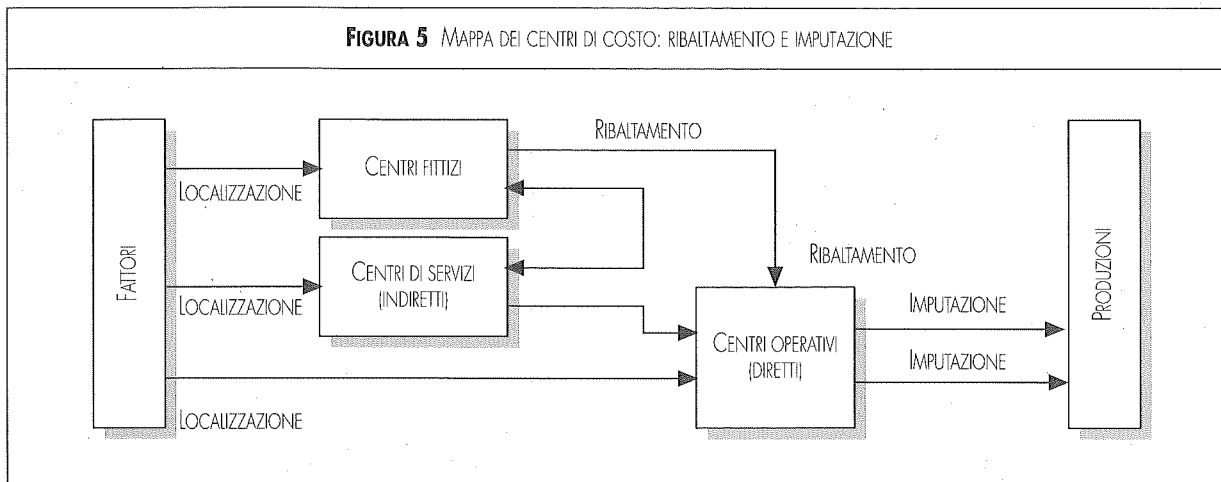 FIGURA 5 MAPPA DEI CENTRI DI COSTO: RIBALTAMENTO E IMPUTAZIONE
FATTORI
LOCALIZZAZIONE
CENTRI FITTIZI
RIBALTAMENTO
LOCALIZZAZIONE
CENTRI DI SERVIZI
(INDIRETTI)
RIBALTAMENTO
LOCALIZZAZIONE
CENTRI OPERATIVI
(DIRETTI)
IMPUTAZIONE
IMPUTAZIONE
PRODUZIONI